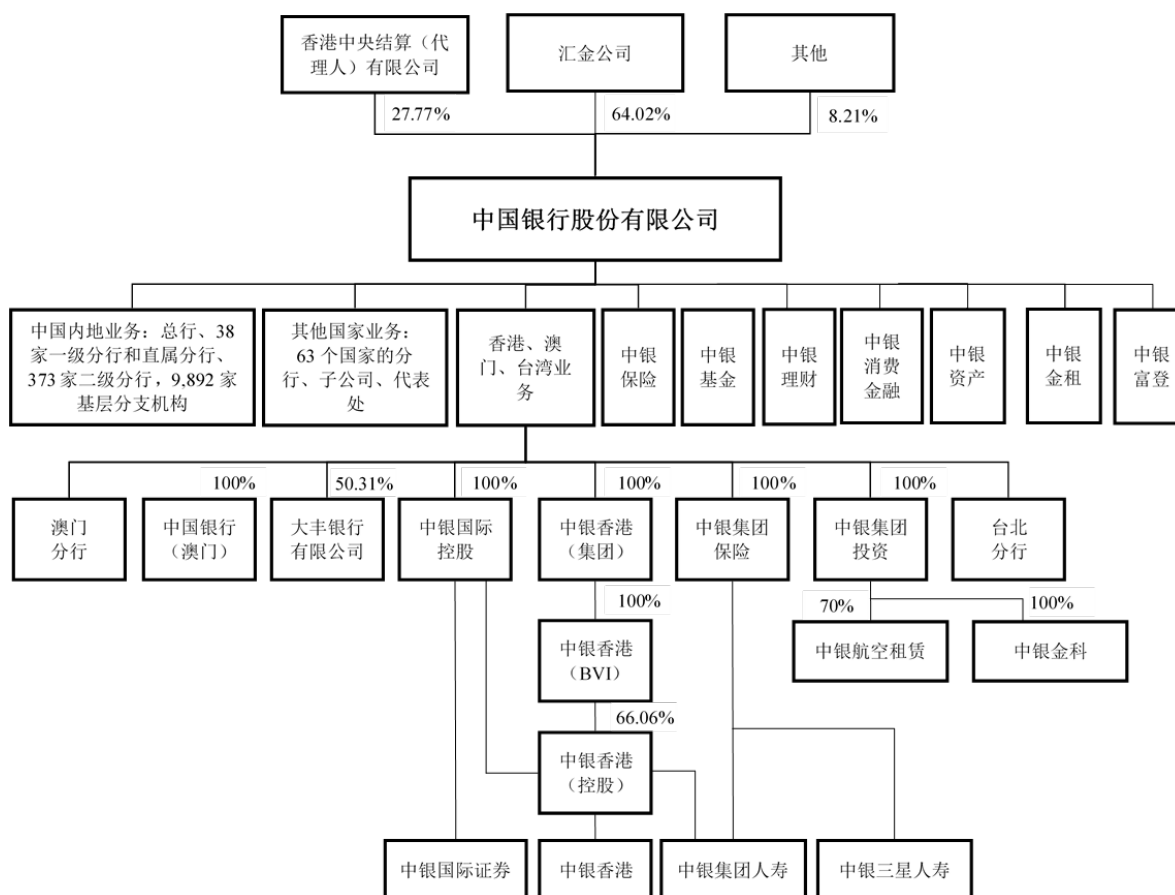 香港中央结算（代
理人）有限公司
汇金公司
其他
27.77%
64.02%
8.21%
中国银行股份有限公司
中国内地业务：总行、38
家一级分行和直属分行、
373 家二级分行，9,892 家
基层分支机构
其他国家业务：
63 个国家的分
行、子公司、代表
处
香港、澳
门、台湾业
务
中银
保险
中银
基金
中银
理财
中银
消费
金融
中银
资产
中银
金租
中银
富登
100%
50.31%
100%
100%
100%
100%
澳门
分行
中国银行
（澳门）
大丰银行
有限公司
中银国际
控股
中银香港
（集团）
中银集团
保险
中银集团
投资
台北
分行
100%
70%
100%
中银香港
（BVI）
中银航空租赁
中银金科
66.06%
中银香港
（控股）
中银国际证券
中银香港
中银集团人寿
中银三星人寿